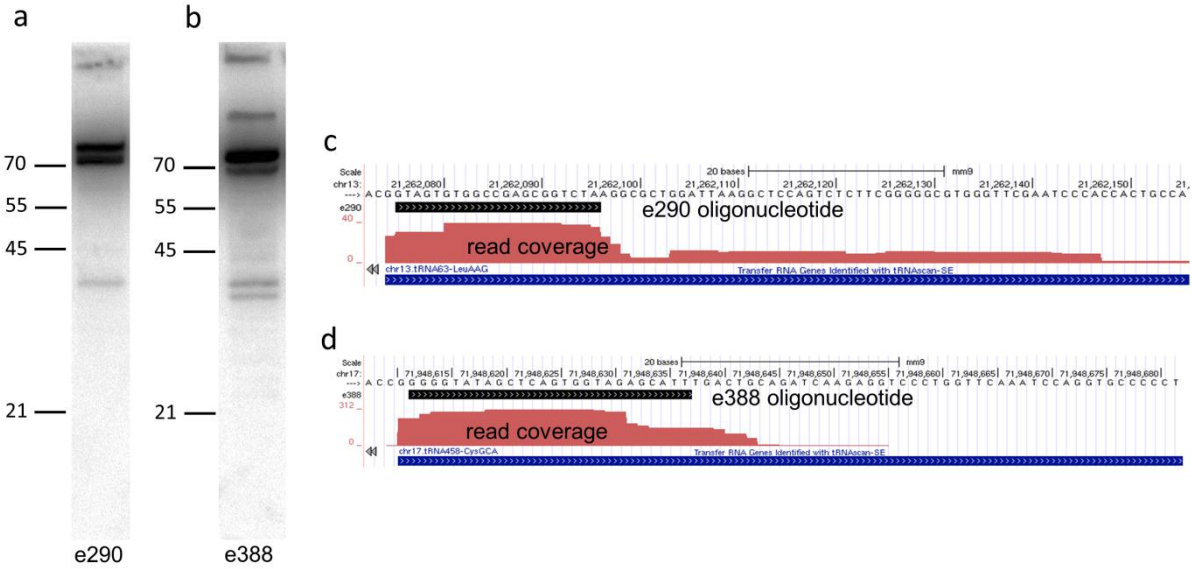 a
b
70
55
45
21
e290
70
55
45
21
e388
c
Scale
20 bases
mm9
chr13:
21,262,080
21,262,090
21,262,100
21,262,110
21,262,120
21,262,130
21,262,140
21,262,150
21,
--->
ACGGTAGTGTGGCCGAGCGGTCTAAGGCGCTGGATTAAGGCTCCAGTCTCTTCGGGGGCGTGGGTTCGAATCCCACCACTGCCA
e290
e290 oligonucleotide
40
read coverage
0
chr13.tRNA63-LeuAAG
Transfer RNA Genes Identified with tRNAscan-SE
d
Scale
20 bases
mm9
chr17:
71,948,615
71,948,620
71,948,625
71,948,630
71,948,635
71,948,640
71,948,645
71,948,650
71,948,655
71,948,660
71,948,665
71,948,670
71,948,675
71,948,680
--->
ACCGGGGGTATAGCTCAGTGGTAGAGCATTTGACTGCAGATCAAGAGGTCCCTGGTTCAAATCCAGGTGCCCCCT
e388
e388 oligonucleotide
312
read coverage
0
chr17.tRNA458-CysGCA
Transfer RNA Genes Identified with tRNAscan-SE